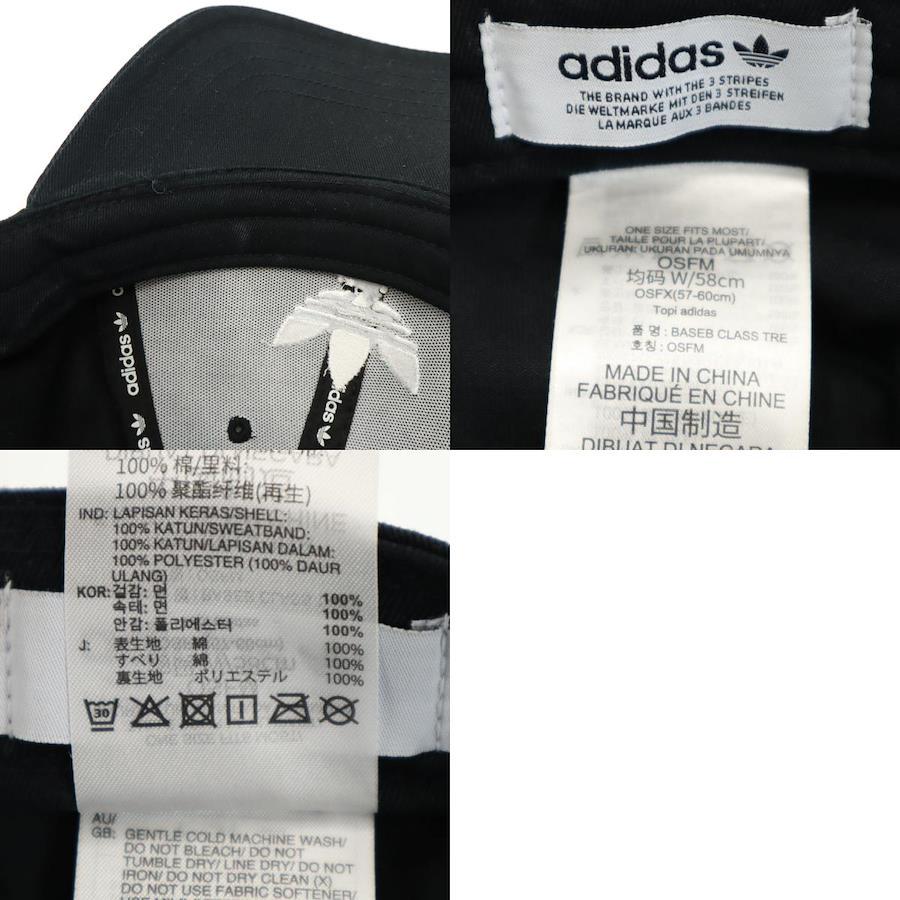 adidas
adidas
adidas
adidas
THE BRAND WITH THE 3 STRIPES
DIE WELTMARKE MIT DEN 3 STREIFEN
LA MARQUE AUX 3 BANDES
ONE SIZE FITS MOST/
TAILLE POUR LA PLUPART/
UKURAN: UKURAN PADA UMUMNYA
OSFM
均码 W/58cm
OSFX(57-60cm)
Topi adidas
품 명 : BASEB CLASS TRE
호칭 : OSFM
MADE IN CHINA
FABRIQUÉ EN CHINE
中国制造
DIBUAT DI NEGARA
100% 棉/里料:
100% 聚酯纤维(再生)
IND: LAPISAN KERAS/SHELL:
100% KATUN/SWEATBAND:
100% KATUN/LAPISAN DALAM:
100% POLYESTER (100% DAUR
ULANG)
KOR: 겉감: 면 100%
속테: 면 100%
안감: 폴리에스터 100%
J: 表生地 綿 100%
すべり 綿 100%
裏生地 ポリエステル 100%
30
AU/
GB: GENTLE COLD MACHINE WASH/
DO NOT BLEACH/ DO NOT
TUMBLE DRY/ LINE DRY/ DO NOT
IRON/ DO NOT DRY CLEAN (X)
DO NOT USE FABRIC SOFTENER/